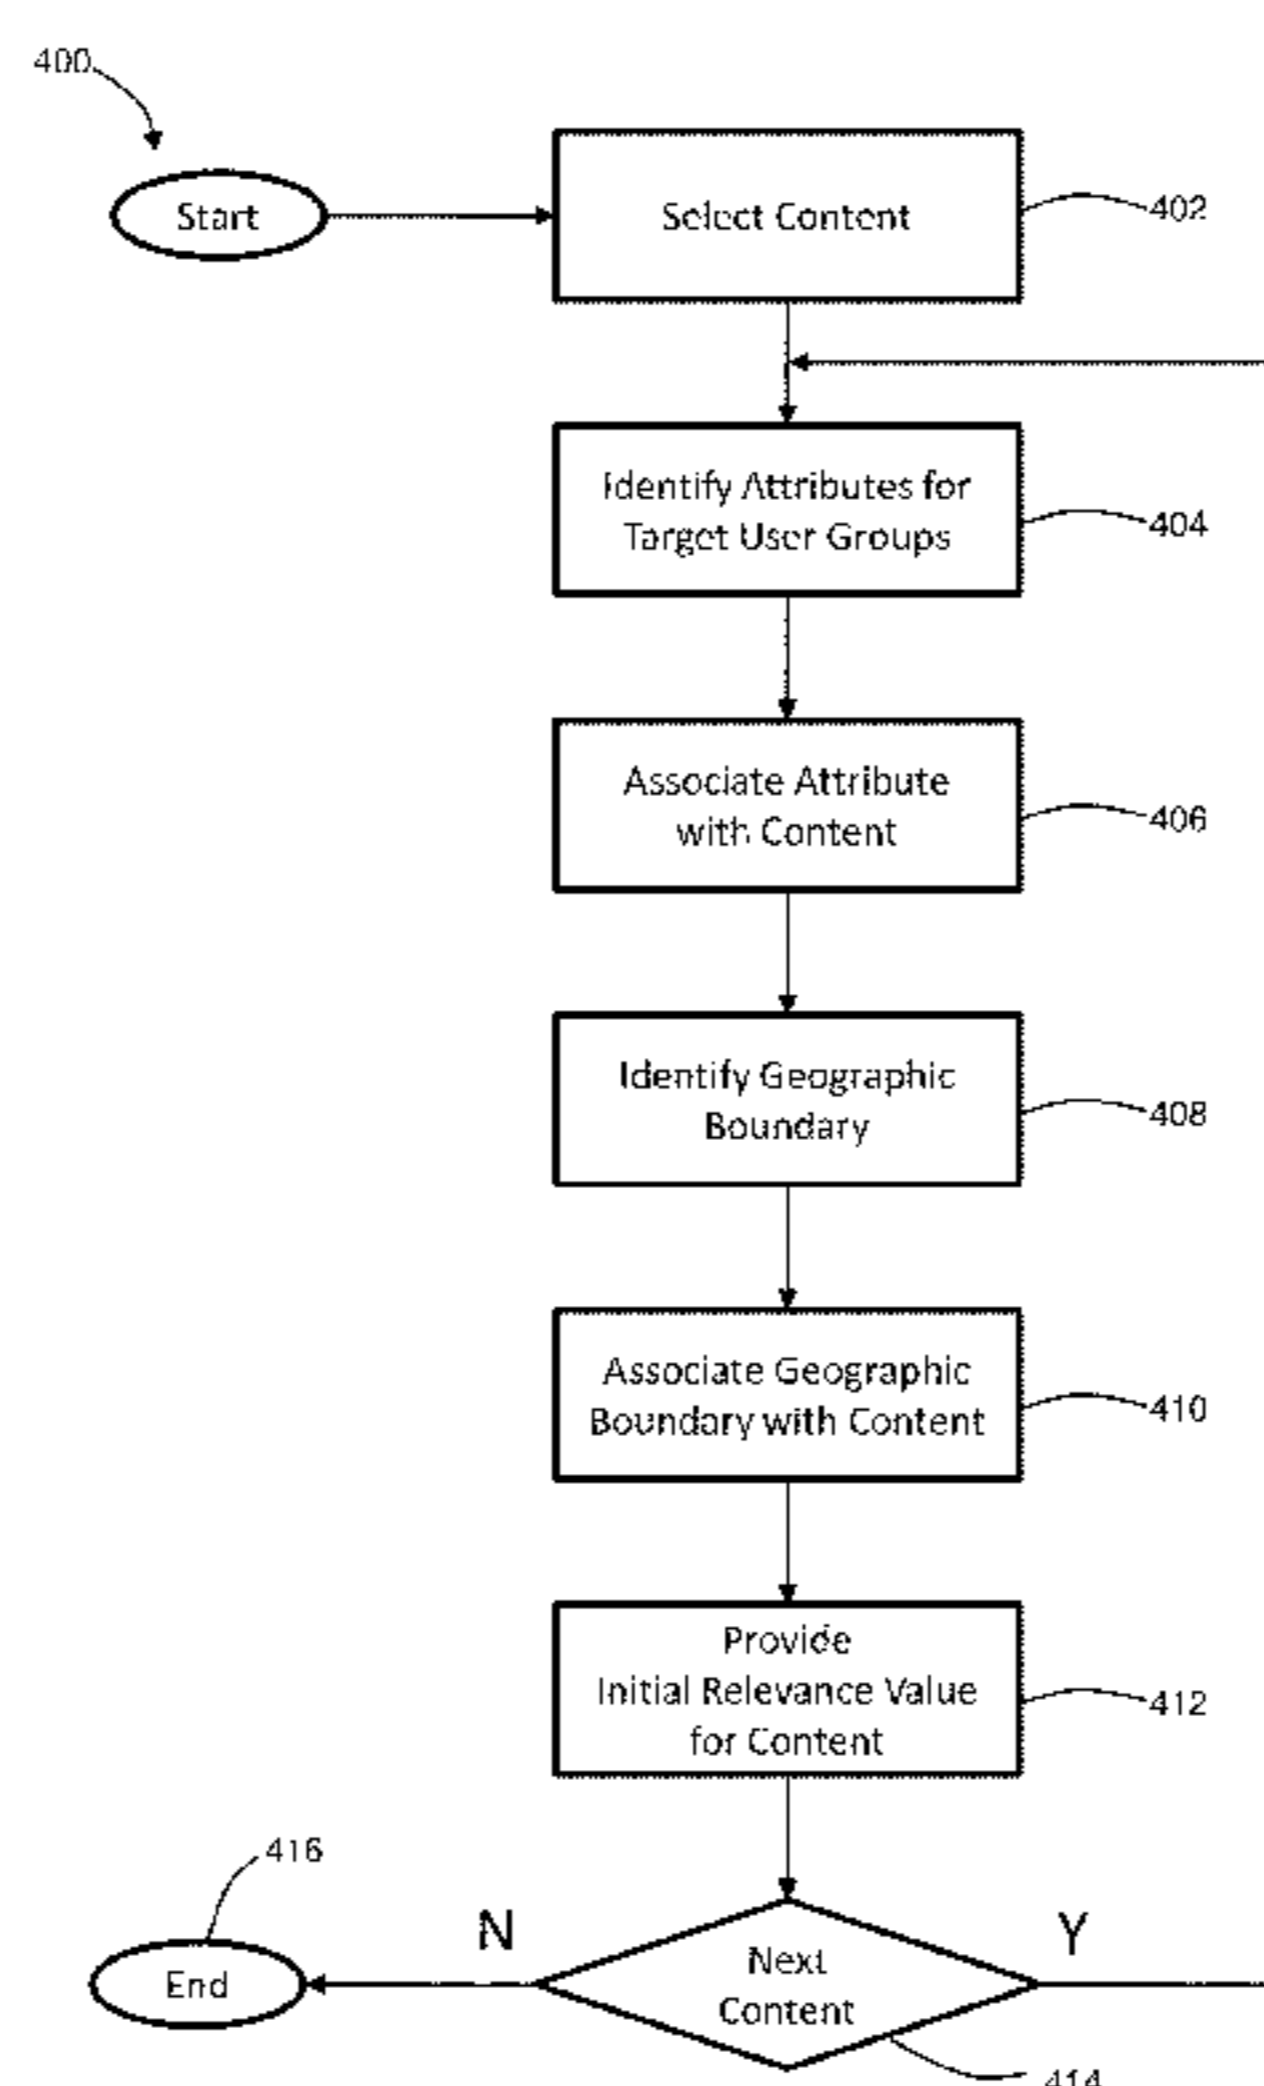 400
Start
Select Content
402
Identify Attributes for
Target User Groups
404
Associate Attribute
with Content
406
Identify Geographic
Boundary
408
Associate Geographic
Boundary with Content
410
Provide
Initial Relevance Value
for Content
412
416
N
Y
End
Next
Content
414